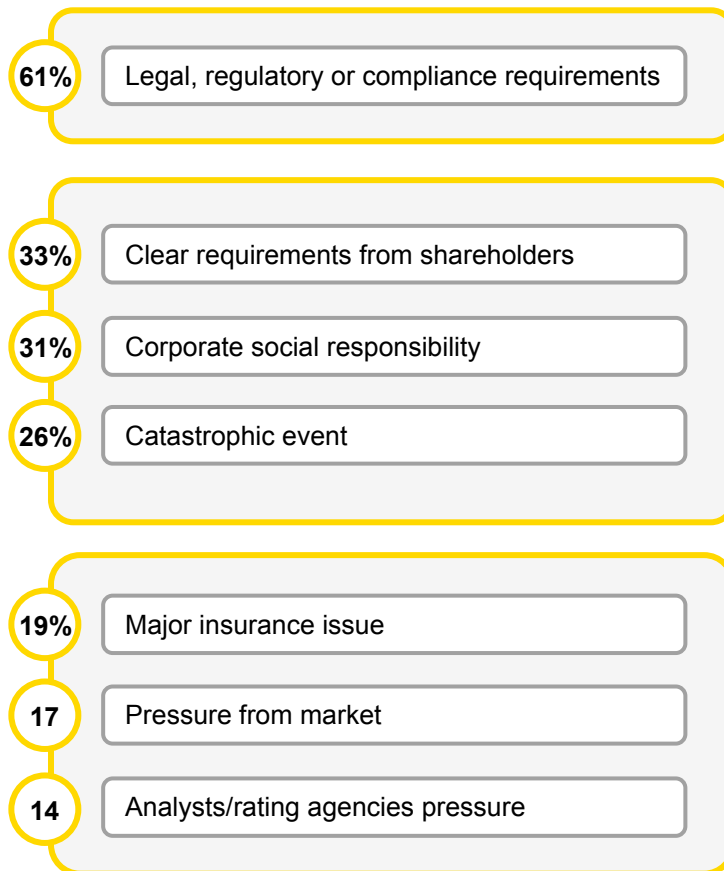 61% Legal, regulatory or compliance requirements
33% Clear requirements from shareholders
31% Corporate social responsibility
26% Catastrophic event
19% Major insurance issue
17 Pressure from market
14 Analysts/rating agencies pressure